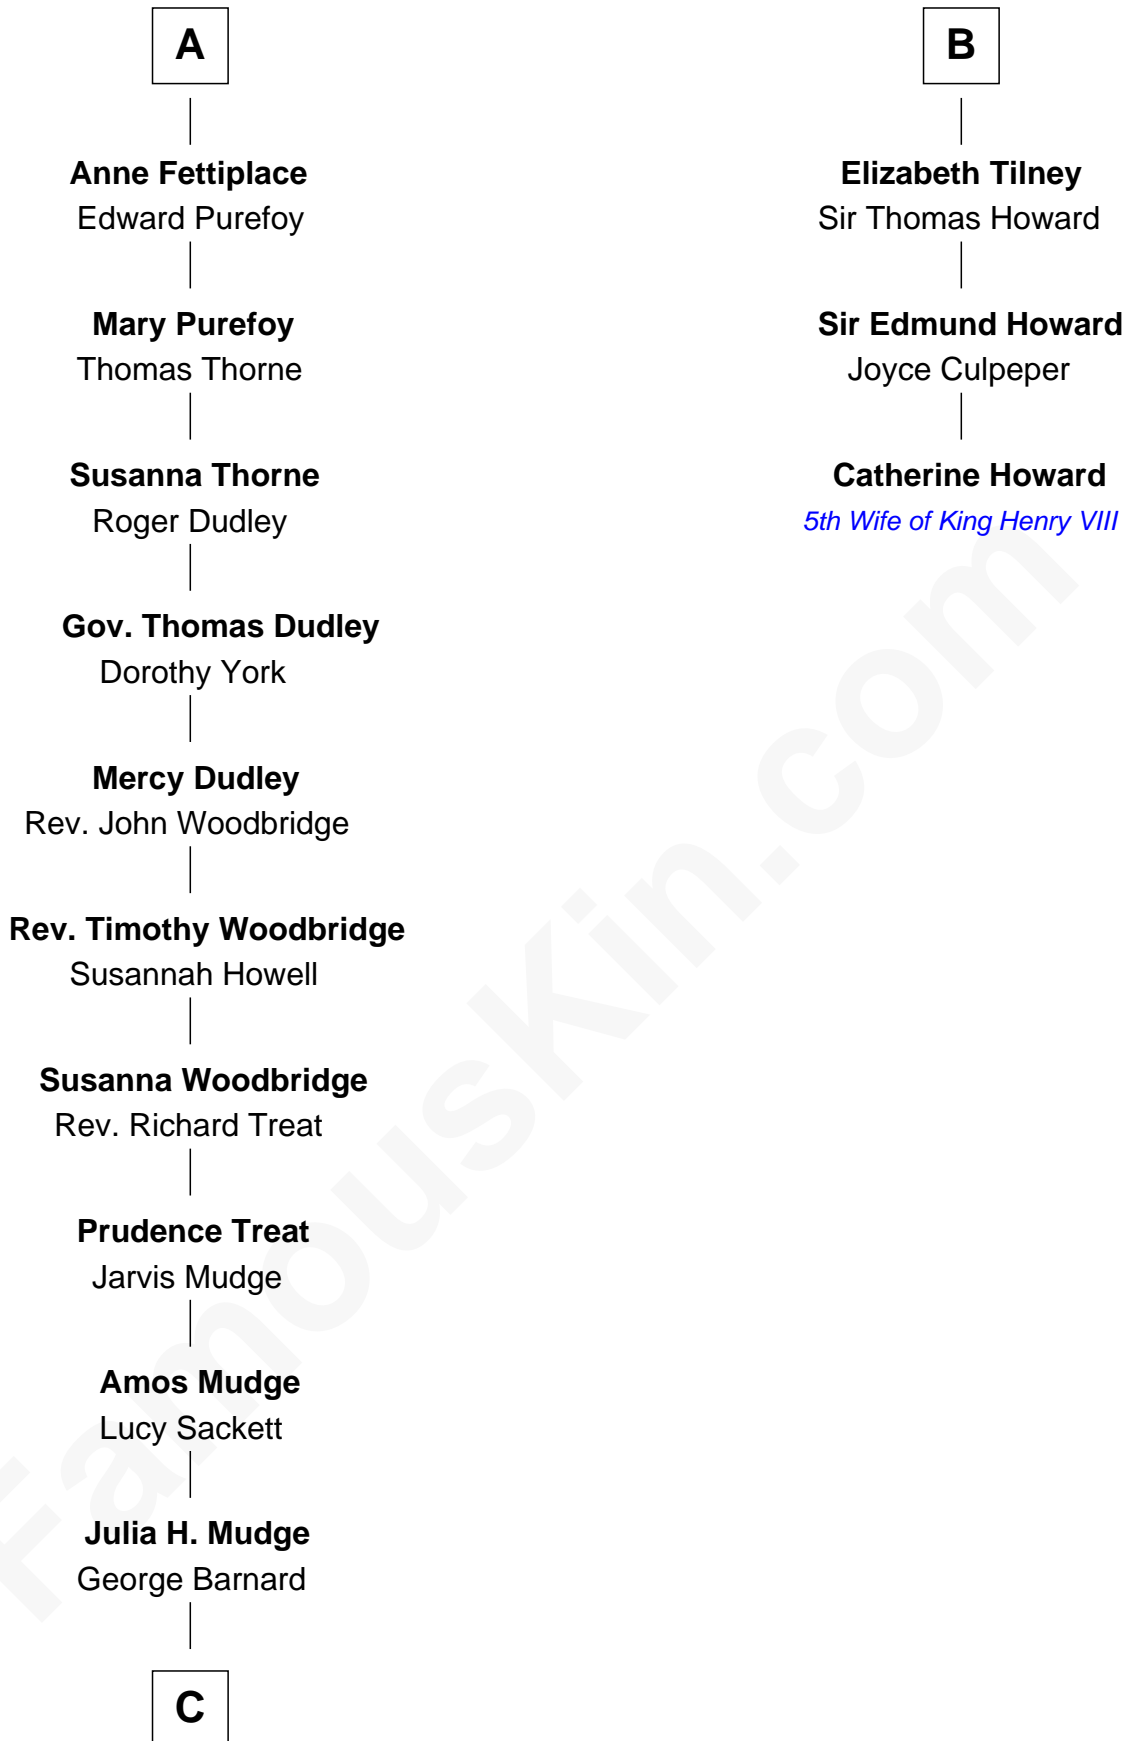 A
Anne Fettiplace
Edward Purefoy
Mary Purefoy
Thomas Thorne
Susanna Thorne
Roger Dudley
Gov. Thomas Dudley
Dorothy York
Mercy Dudley
Rev. John Woodbridge
Rev. Timothy Woodbridge
Susannah Howell
Susanna Woodbridge
Rev. Richard Treat
Prudence Treat
Jarvis Mudge
Amos Mudge
Lucy Sackett
Julia H. Mudge
George Barnard
C
B
Elizabeth Tilney
Sir Thomas Howard
Sir Edmund Howard
Joyce Culpeper
Catherine Howard
5th Wife of King Henry VIII
FamousKin.com